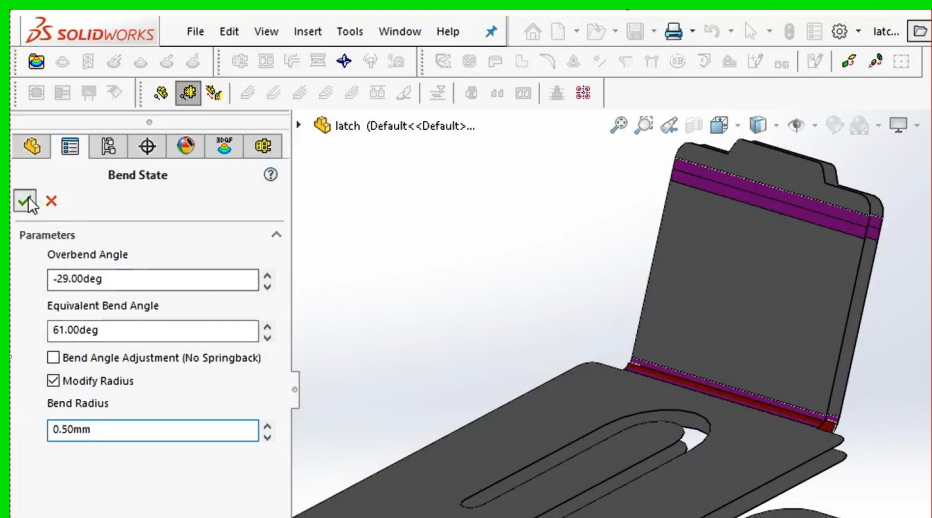 SOLIDWORKS File Edit View Insert Tools Window Help latc...
latch (Default<<Default>...
Bend State
Parameters
Overbend Angle
-29.00deg
Equivalent Bend Angle
61.00deg
Bend Angle Adjustment (No Springback)
Modify Radius
Bend Radius
0.50mm